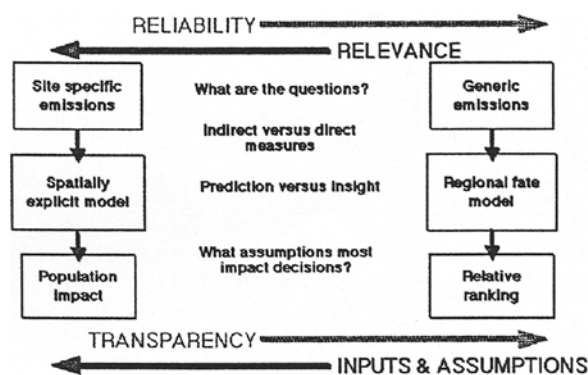 RELIABILITY
RELEVANCE
Site specific
emissions
What are the questions?
Generic
emissions
Indirect versus direct
measures
Spatially
explicit model
Prediction versus insight
Regional fate
model
What assumptions most
impact decisions?
Population
impact
Relative
ranking
TRANSPARENCY
INPUTS & ASSUMPTIONS